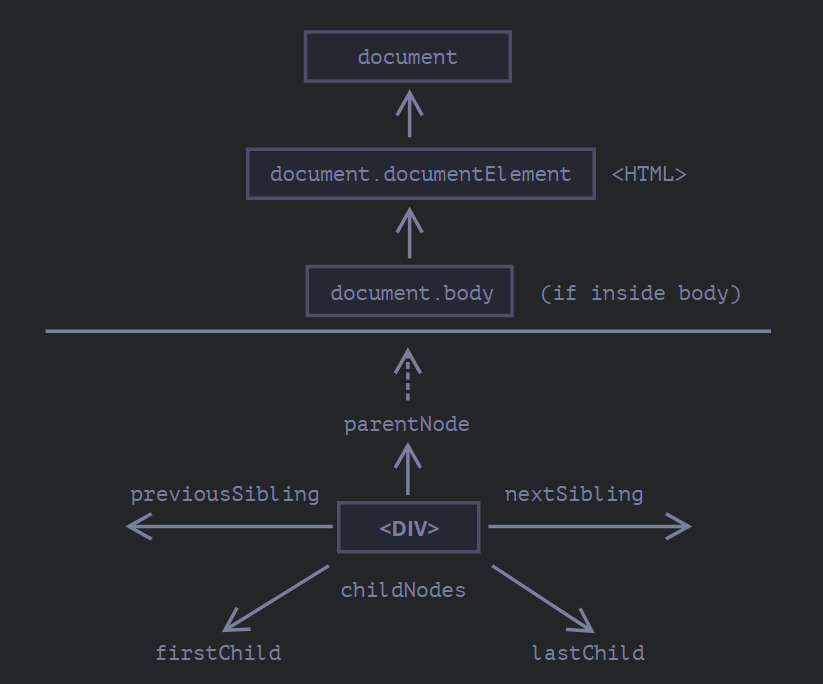 document
document.documentElement <HTML>
document.body (if inside body)
parentNode
previousSibling nextSibling
<DIV>
childNodes
firstChild lastChild